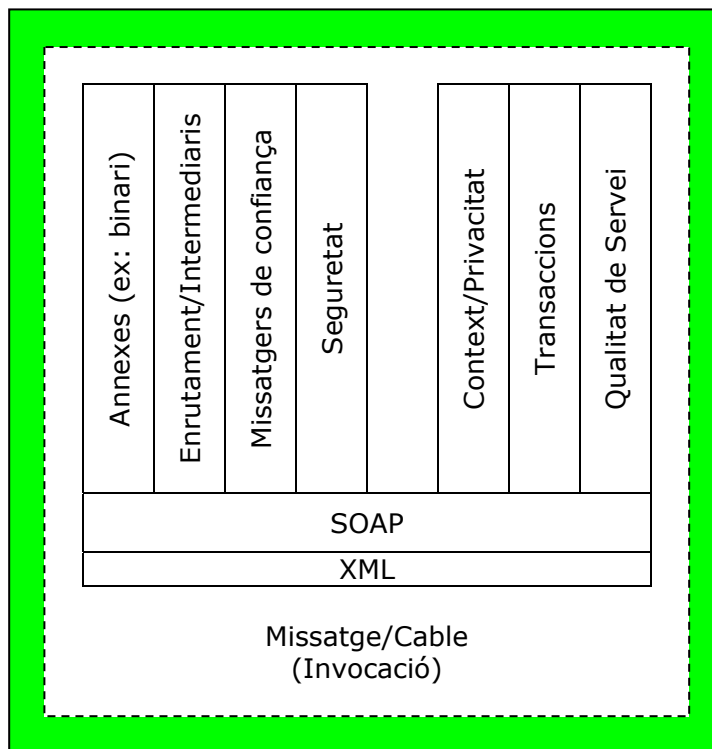 Annexes (ex: binari)
Enrutament/Intermediaris
Missatgers de confiança
Seguretat
Context/Privacitat
Transaccions
Qualitat de Servei
SOAP
XML
Missatge/Cable
(Invocació)